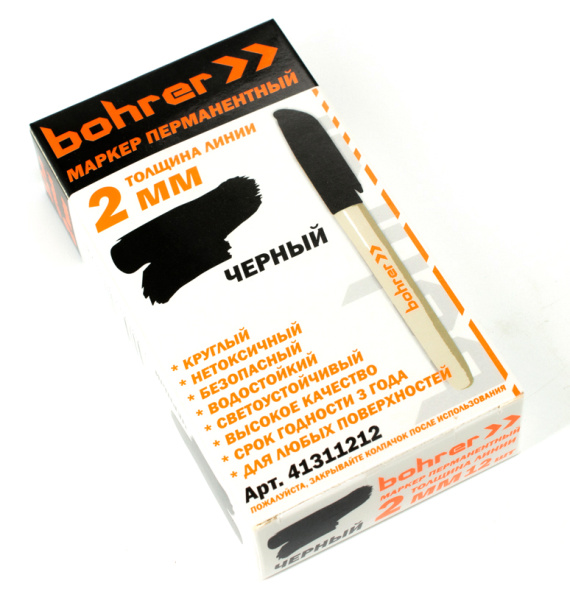 bohrer
МАРКЕР ПЕРМАНЕНТНЫЙ
ТОЛЩИНА ЛИНИИ
2 ММ
ЧЕРНЫЙ
bohrer
* КРУГЛЫЙ
* НЕТОКСИЧНЫЙ
* БЕЗОПАСНЫЙ
* ВОДОСТОЙКИЙ
* СВЕТОУСТОЙЧИВЫЙ
* ВЫСОКОЕ КАЧЕСТВО
* СРОК ГОДНОСТИ 3 ГОДА
* ДЛЯ ЛЮБЫХ ПОВЕРХНОСТЕЙ
Арт. 41311212
ПОЖАЛУЙСТА, ЗАКРЫВАЙТЕ КОЛПАЧОК ПОСЛЕ ИСПОЛЬЗОВАНИЯ
bohrer
МАРКЕР ПЕРМАНЕНТНЫЙ
ТОЛЩИНА ЛИНИИ
2 ММ 12 шт.
ЧЕРНЫЙ